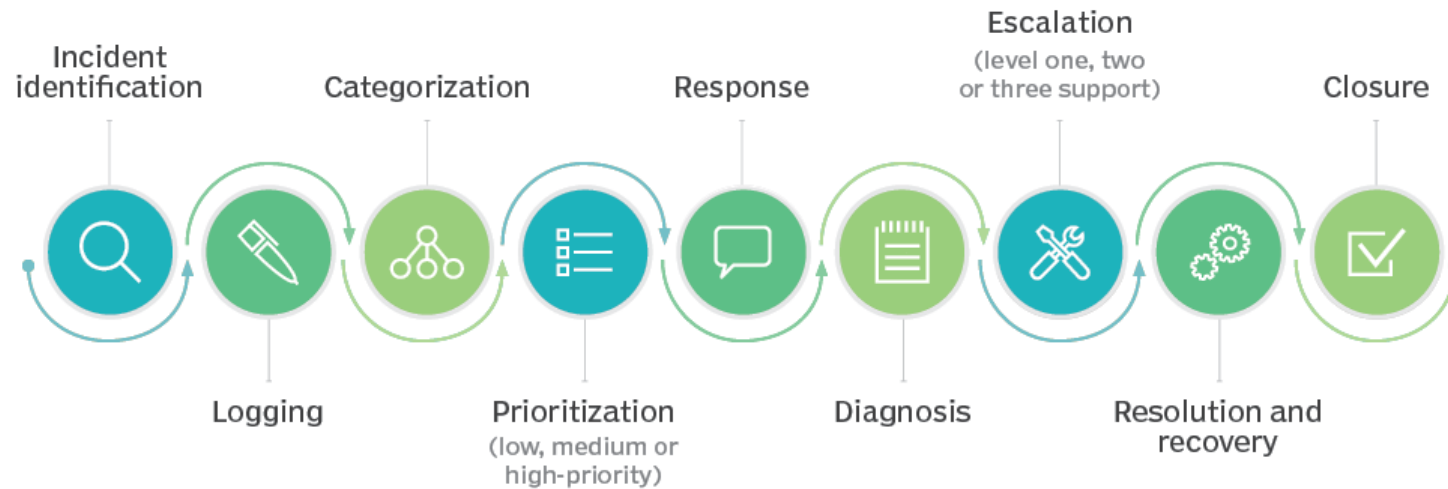 Incident
identification
Logging
Categorization
Prioritization
(low, medium or
high-priority)
Response
Diagnosis
Escalation
(level one, two
or three support)
Resolution and
recovery
Closure